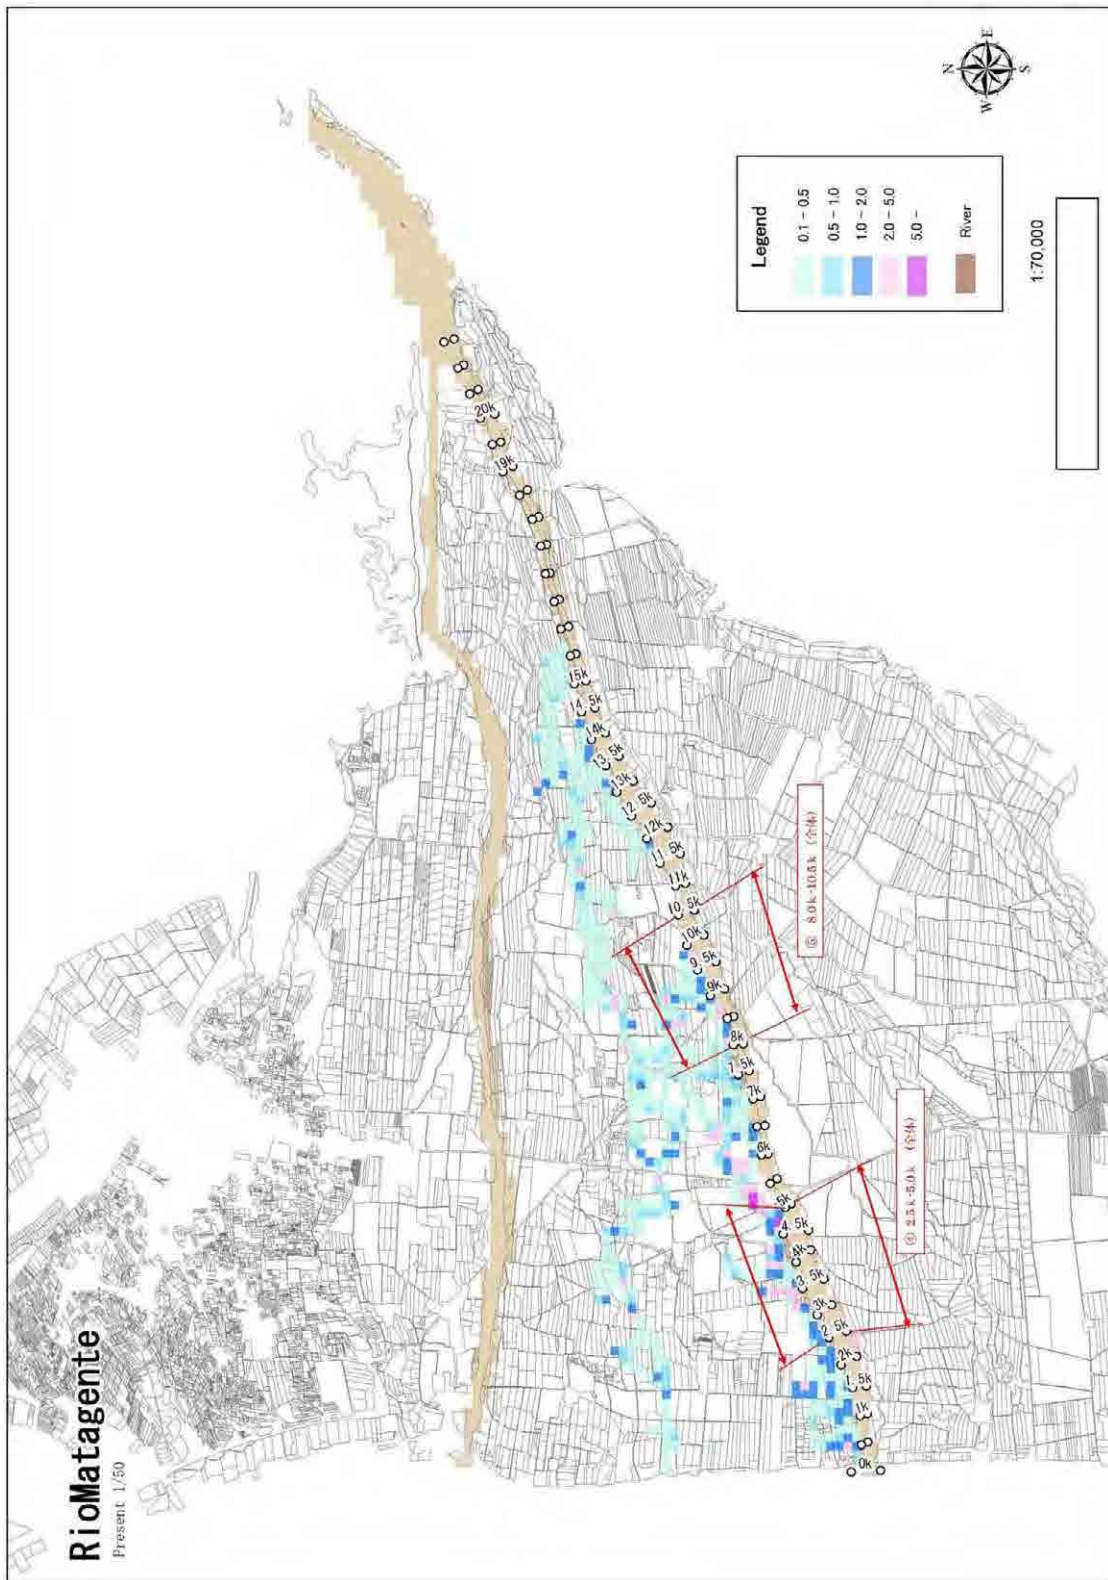 RioMatagente
Present 1/50
N
E
S
W
Legend
0.1 - 0.5
0.5 - 1.0
1.0 - 2.0
2.0 - 5.0
5.0 -
River
1:70,000
0k
1k
1.5k
2k
2.5k
3k
3.5k
4k
4.5k
5k
6k
7k
7.5k
8k
9k
9.5k
10k
10.5k
11k
11.5k
12k
12.5k
13k
13.5k
14k
14.5k
15k
19k
20k
2.5k-5.0k (全体)
8.0k-10.5k (全体)